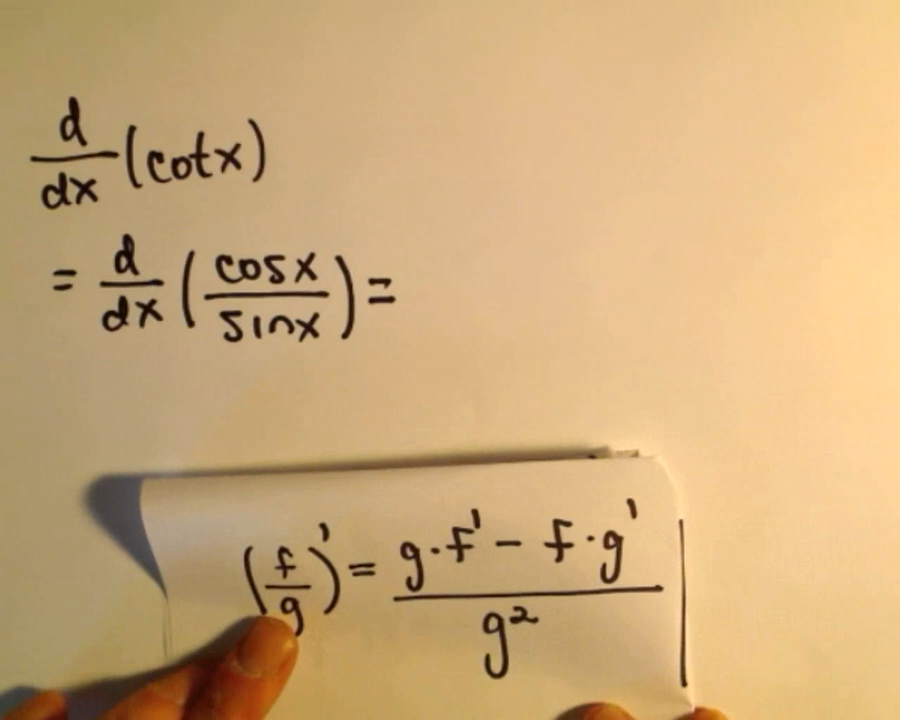 d/dx (cotx)
= d/dx (cosx/sinx) =
(f/g)' = (g·f' - f·g')/g²